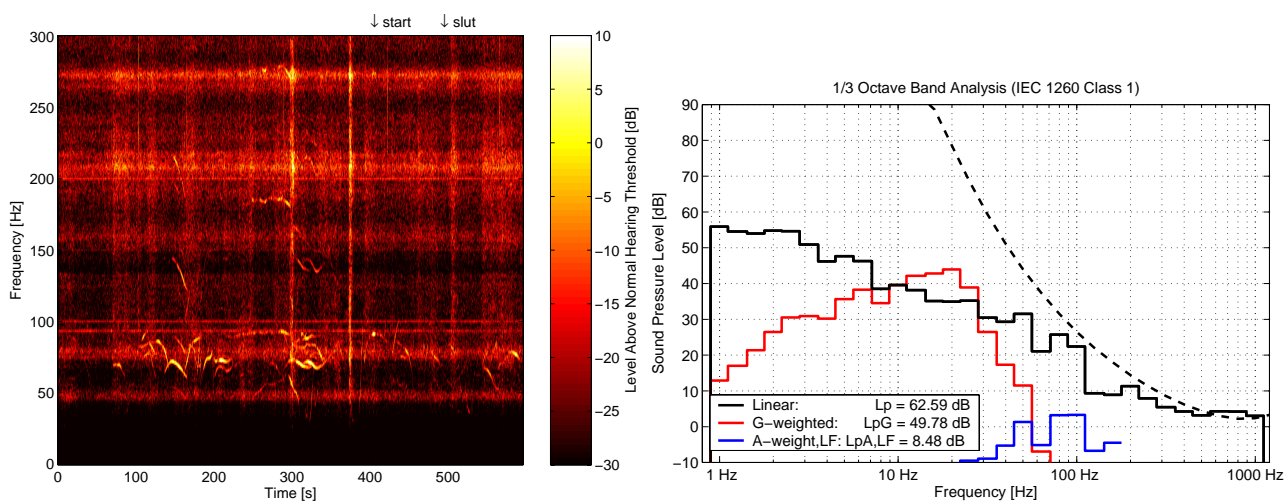 ↓ start ↓ slut
300
250
200
150
100
50
0
Frequency [Hz]
0 100 200 300 400 500
Time [s]
10
5
0
−5
−10
−15
−20
−25
−30
Level Above Normal Hearing Threshold [dB]
1/3 Octave Band Analysis (IEC 1260 Class 1)
90
80
70
60
50
40
30
20
10
0
−10
Sound Pressure Level [dB]
Linear: Lp = 62.59 dB
G−weighted: LpG = 49.78 dB
A−weight,LF: LpA,LF = 8.48 dB
1 Hz 10 Hz 100 Hz 1000 Hz
Frequency [Hz]